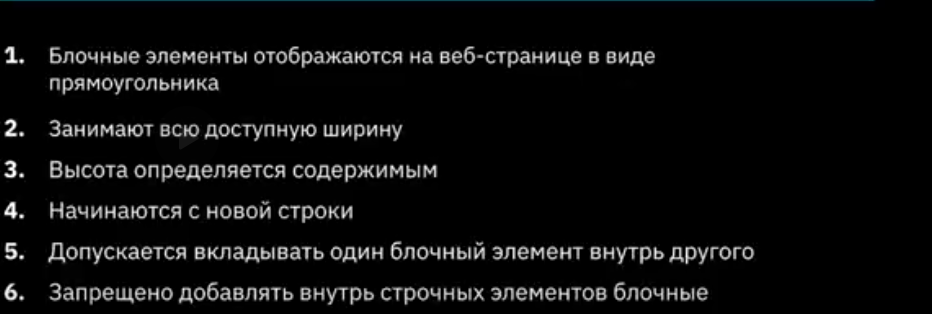 1. Блочные элементы отображаются на веб-странице в виде
прямоугольника
2. Занимают всю доступную ширину
3. Высота определяется содержимым
4. Начинаются с новой строки
5. Допускается вкладывать один блочный элемент внутрь другого
6. Запрещено добавлять внутрь строчных элементов блочные